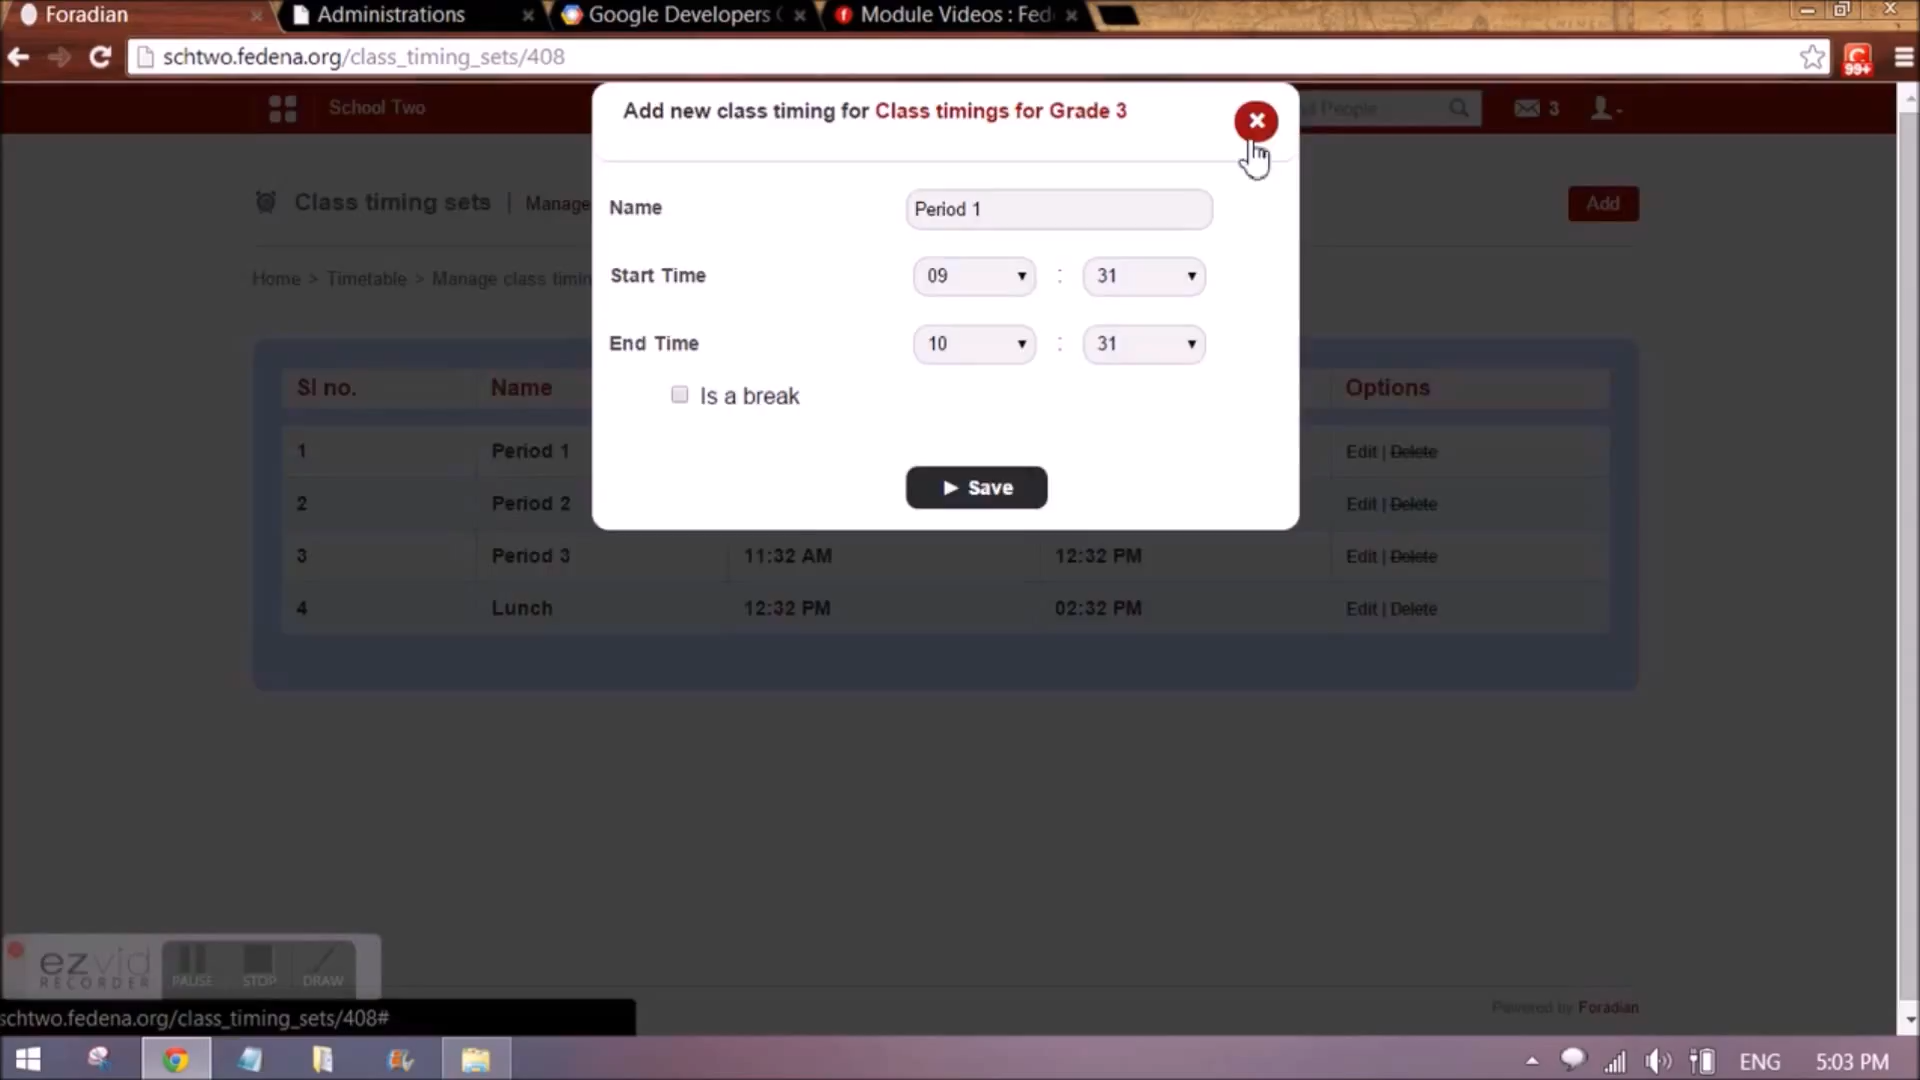 Foradian
Administrations
Google Developers
Module Videos : Fed
schtwo.fedena.org/class_timing_sets/408
99+
School Two
People
3
Add new class timing for Class timings for Grade 3
Class timing sets | Manage
Add
Name
Period 1
Home > Timetable > Manage class timin
Start Time
09 : 31
End Time
10 : 31
Is a break
Save
Sl no. Name Options
1 Period 1 Edit | Delete
2 Period 2 Edit | Delete
3 Period 3 11:32 AM 12:32 PM Edit | Delete
4 Lunch 12:32 PM 02:32 PM Edit | Delete
ezvid
RECORDER
PAUSE STOP DRAW
Powered by Foradian
schtwo.fedena.org/class_timing_sets/408#
ENG 5:03 PM